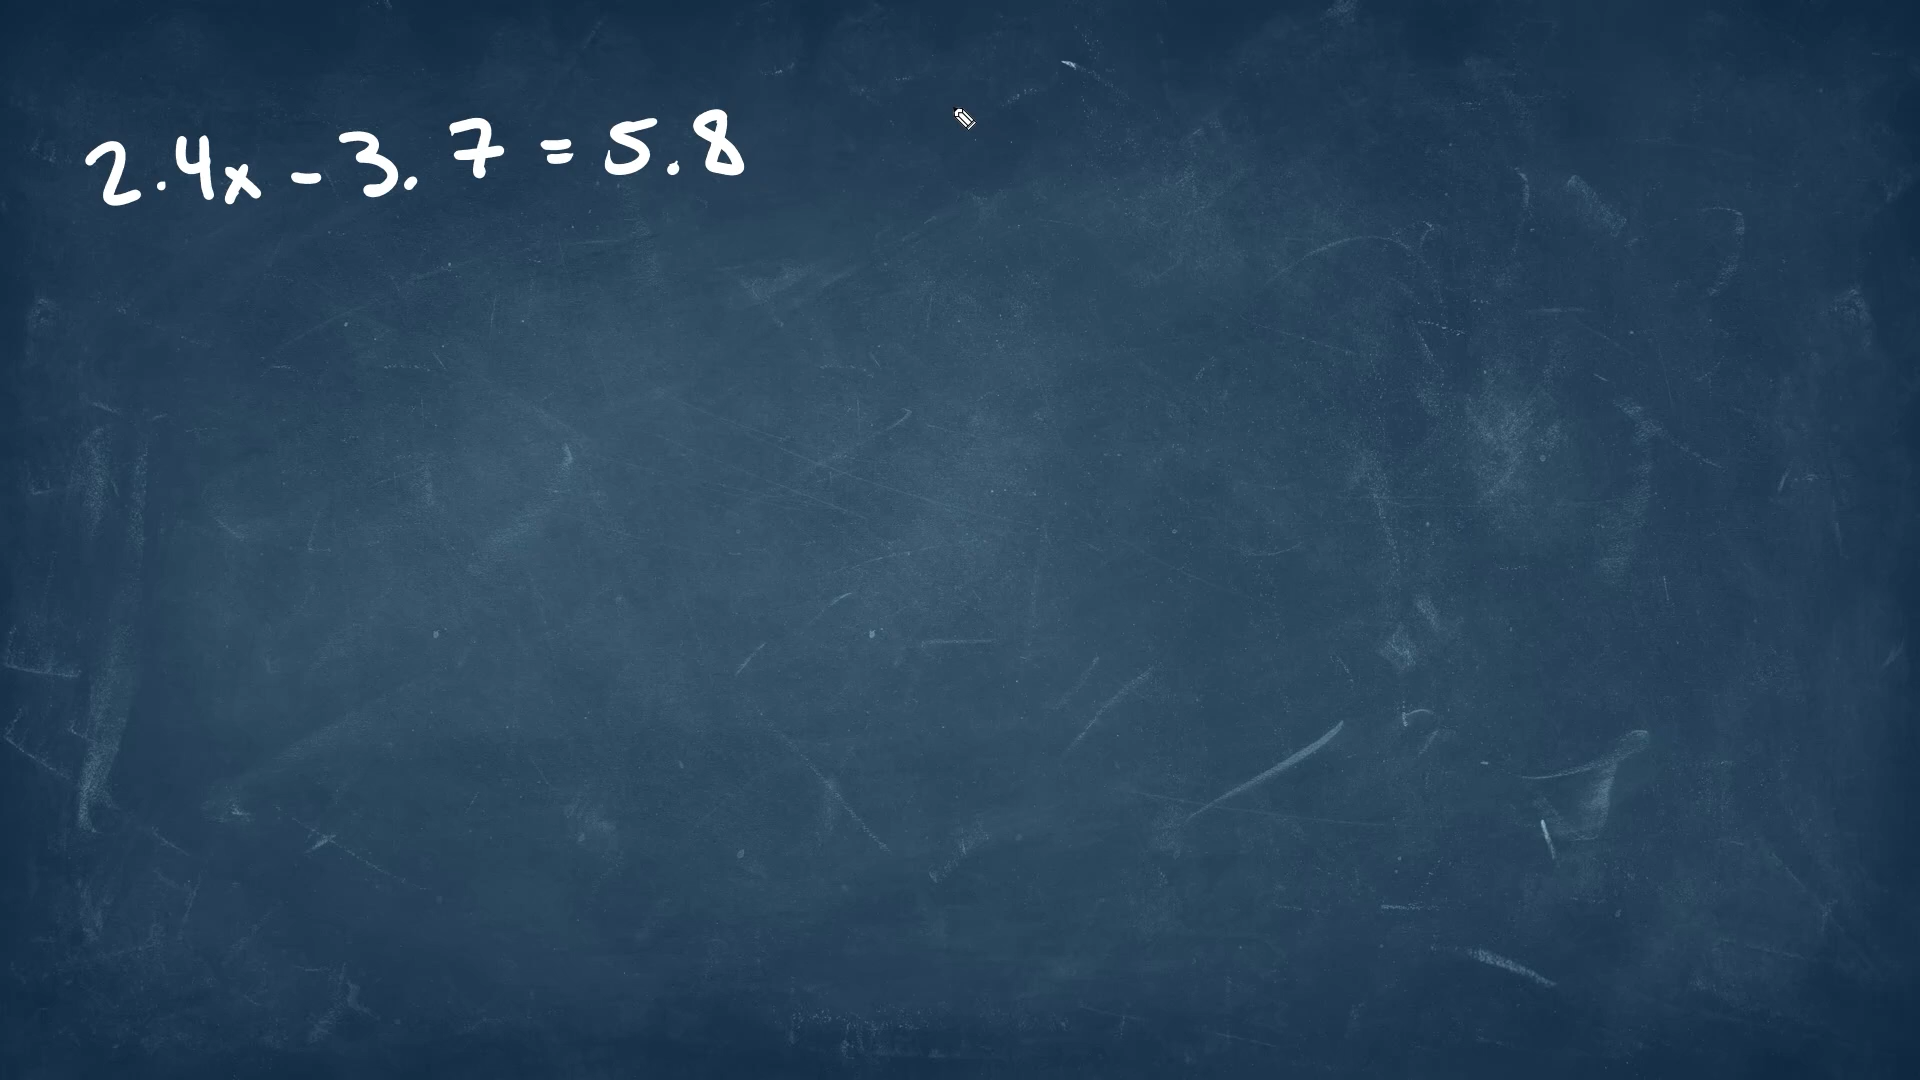 2.4x - 3.7 = 5.8